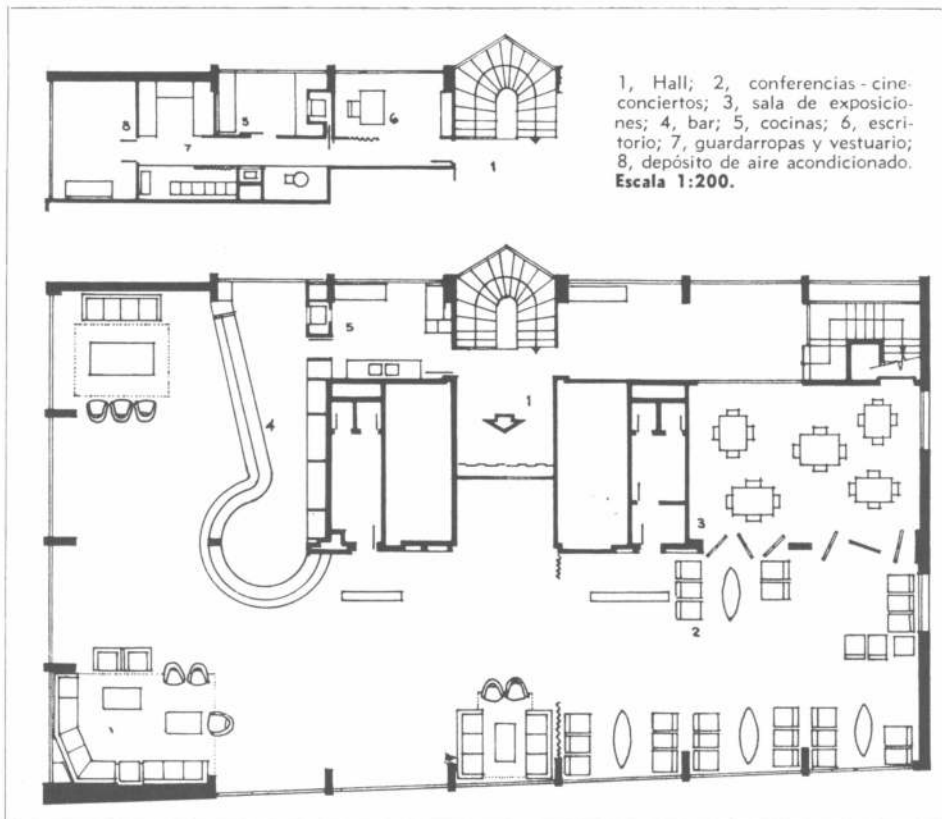 1, Hall; 2, conferencias-cine-
conciertos; 3, sala de exposicio-
nes; 4, bar; 5, cocinas; 6, escri-
torio; 7, guardarropas y vestuario;
8, depósito de aire acondicionado.
Escala 1:200.
8
5
6
7
1
5
4
1
3
2
1